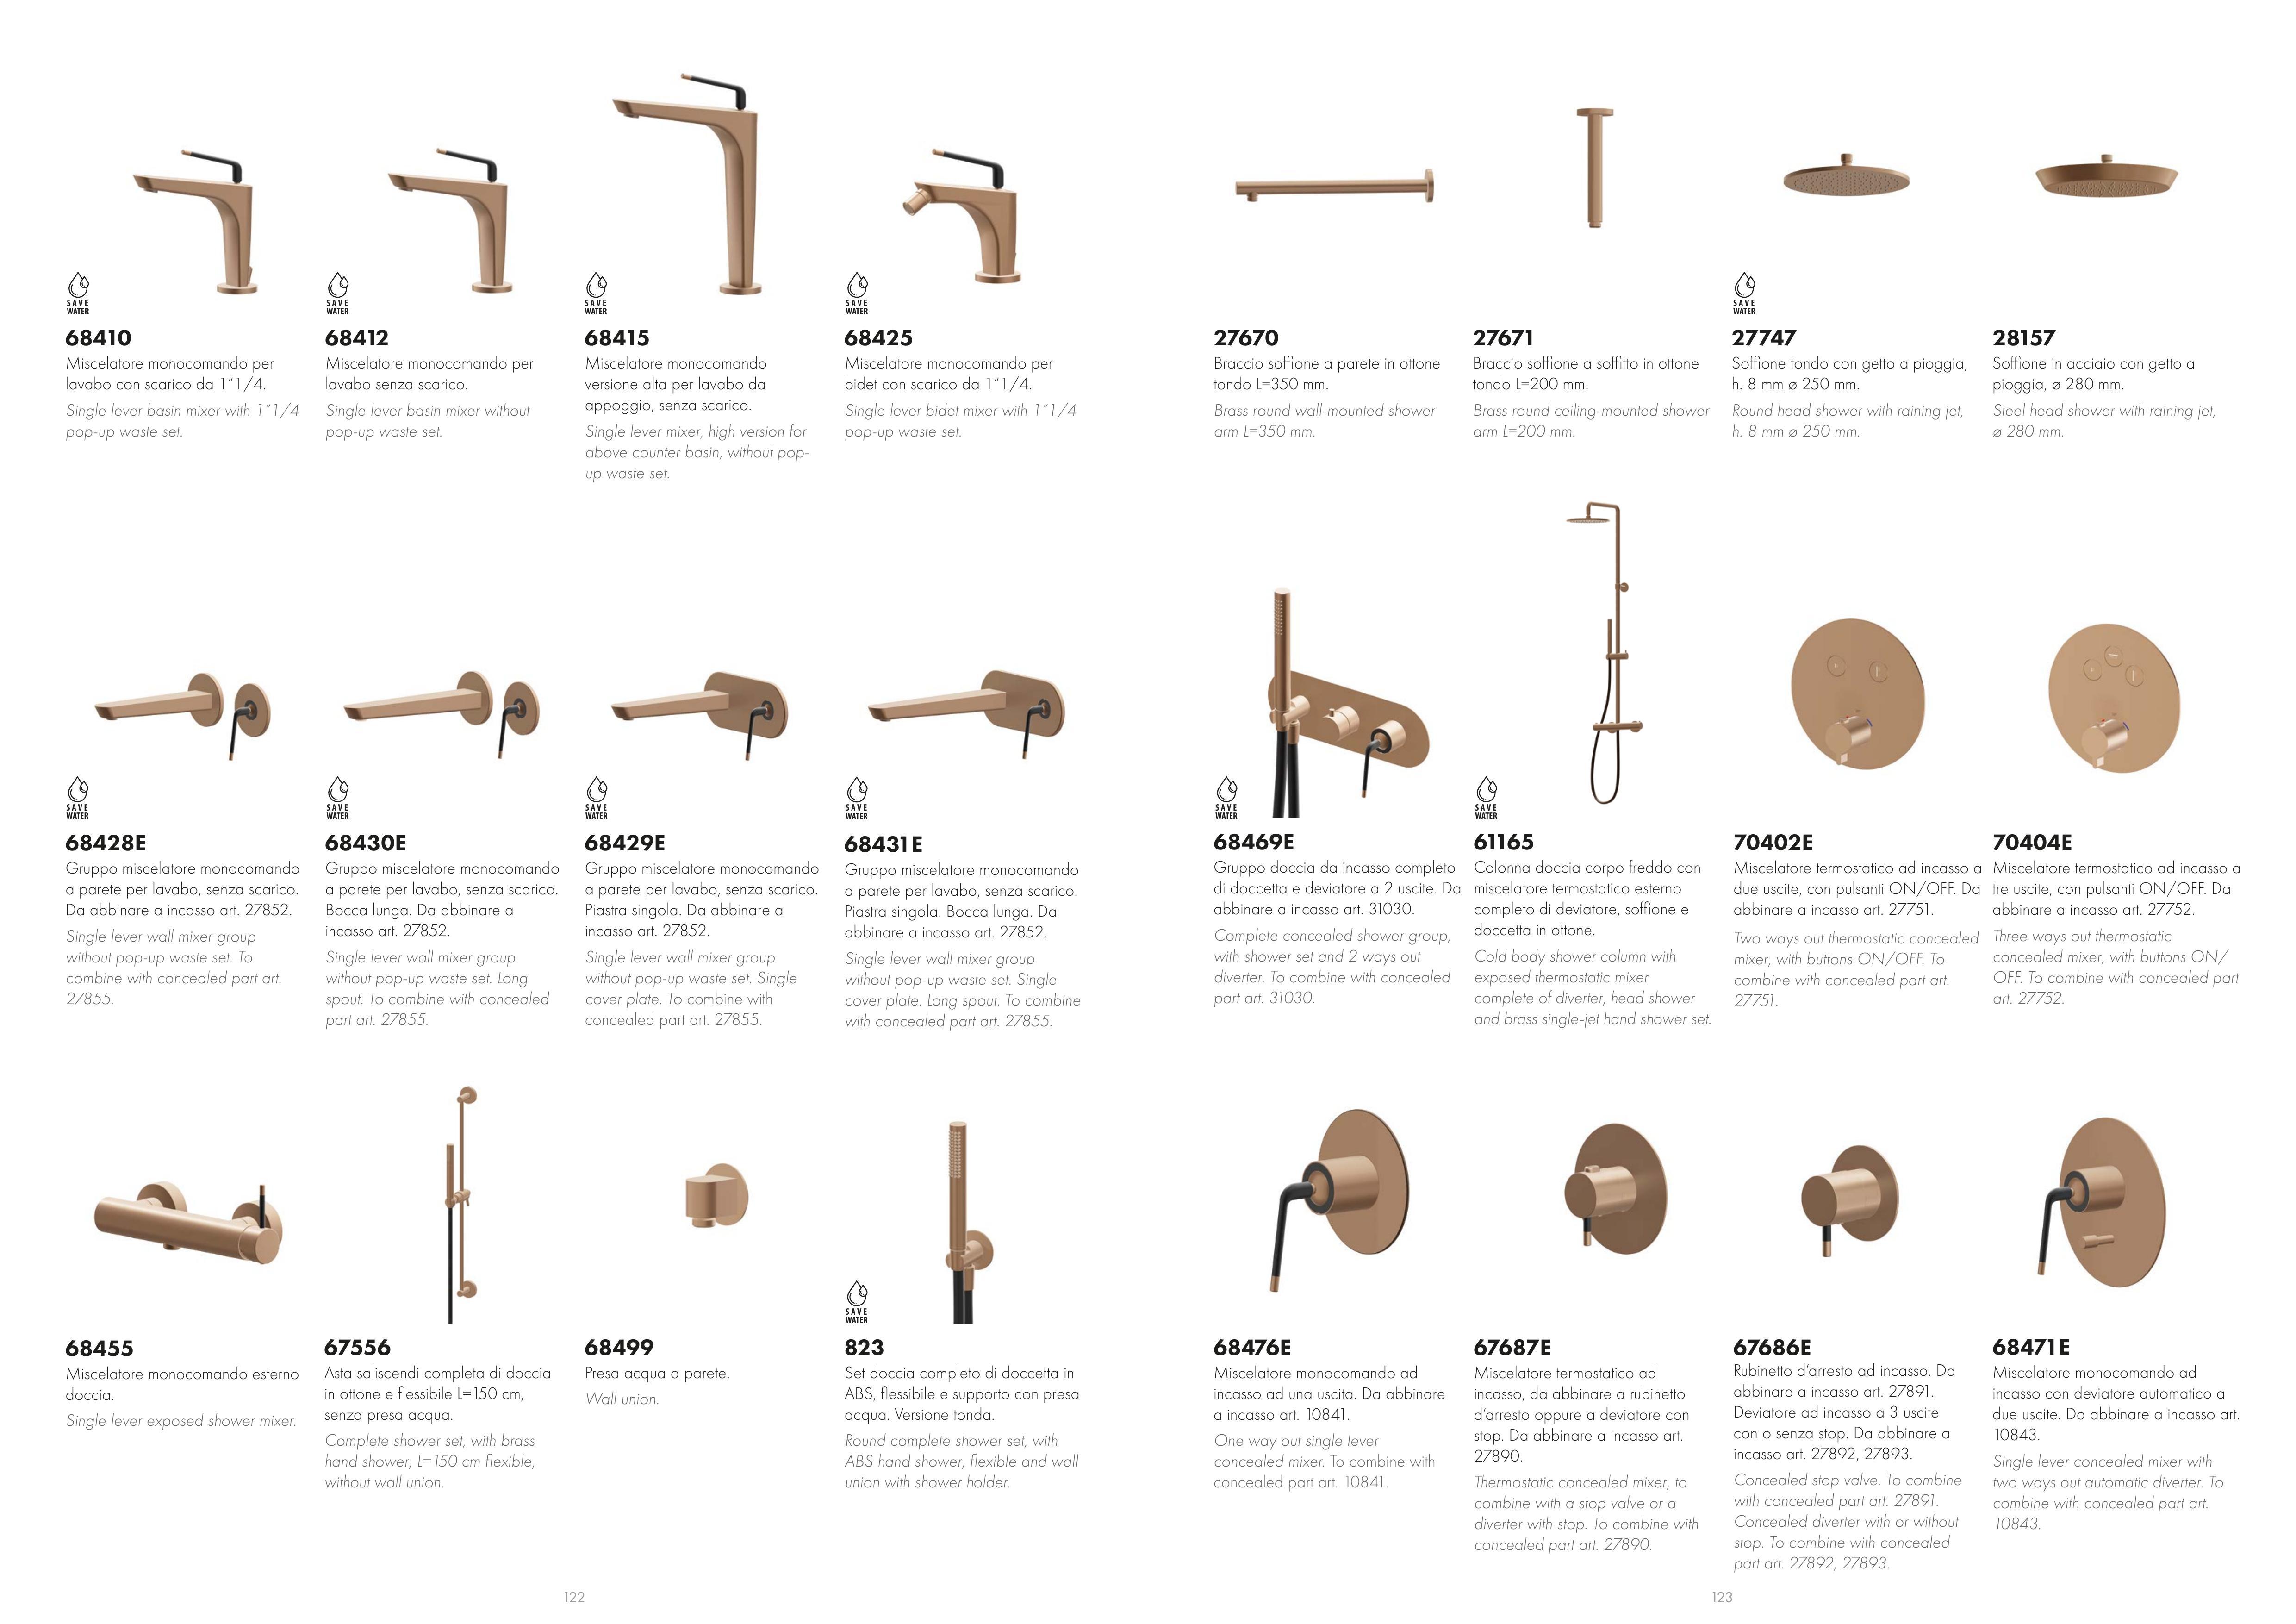 SAVE
WATER
68410
Miscelatore monocomando per
lavabo con scarico da 1”1/4.
Single lever basin mixer with 1”1/4
pop-up waste set.
SAVE
WATER
68412
Miscelatore monocomando per
lavabo senza scarico.
Single lever basin mixer without
pop-up waste set.
SAVE
WATER
68415
Miscelatore monocomando
versione alta per lavabo da
appoggio, senza scarico.
Single lever mixer, high version for
above counter basin, without pop-
up waste set.
SAVE
WATER
68425
Miscelatore monocomando per
bidet con scarico da 1”1/4.
Single lever bidet mixer with 1”1/4
pop-up waste set.
SAVE
WATER
68428E
Gruppo miscelatore monocomando
a parete per lavabo, senza scarico.
Da abbinare a incasso art. 27852.
Single lever wall mixer group
without pop-up waste set. To
combine with concealed part art.
27855.
SAVE
WATER
68430E
Gruppo miscelatore monocomando
a parete per lavabo, senza scarico.
Bocca lunga. Da abbinare a
incasso art. 27852.
Single lever wall mixer group
without pop-up waste set. Long
spout. To combine with concealed
part art. 27855.
SAVE
WATER
68429E
Gruppo miscelatore monocomando
a parete per lavabo, senza scarico.
Piastra singola. Da abbinare a
incasso art. 27852.
Single lever wall mixer group
without pop-up waste set. Single
cover plate. To combine with
concealed part art. 27855.
SAVE
WATER
68431E
Gruppo miscelatore monocomando
a parete per lavabo, senza scarico.
Piastra singola. Bocca lunga. Da
abbinare a incasso art. 27852.
Single lever wall mixer group
without pop-up waste set. Single
cover plate. Long spout. To combine
with concealed part art. 27855.
68455
Miscelatore monocomando esterno
doccia.
Single lever exposed shower mixer.
67556
Asta saliscendi completa di doccia
in ottone e flessibile L=150 cm,
senza presa acqua.
Complete shower set, with brass
hand shower, L=150 cm flexible,
without wall union.
68499
Presa acqua a parete.
Wall union.
SAVE
WATER
823
Set doccia completo di doccetta in
ABS, flessibile e supporto con presa
acqua. Versione tonda.
Round complete shower set, with
ABS hand shower, flexible and wall
union with shower holder.
122
27670
Braccio soffione a parete in ottone
tondo L=350 mm.
Brass round wall-mounted shower
arm L=350 mm.
27671
Braccio soffione a soffitto in ottone
tondo L=200 mm.
Brass round ceiling-mounted shower
arm L=200 mm.
SAVE
WATER
27747
Soffione tondo con getto a pioggia,
h. 8 mm ø 250 mm.
Round head shower with raining jet,
h. 8 mm ø 250 mm.
28157
Soffione in acciaio con getto a
pioggia, ø 280 mm.
Steel head shower with raining jet,
ø 280 mm.
SAVE
WATER
68469E
Gruppo doccia da incasso completo
di doccetta e deviatore a 2 uscite. Da
abbinare a incasso art. 31030.
Complete concealed shower group,
with shower set and 2 ways out
diverter. To combine with concealed
part art. 31030.
SAVE
WATER
61165
Colonna doccia corpo freddo con
miscelatore termostatico esterno
completo di deviatore, soffione e
doccetta in ottone.
Cold body shower column with
exposed thermostatic mixer
complete of diverter, head shower
and brass single-jet hand shower set.
70402E
Miscelatore termostatico ad incasso a
due uscite, con pulsanti ON/OFF. Da
abbinare a incasso art. 27751.
Two ways out thermostatic concealed
mixer, with buttons ON/OFF. To
combine with concealed part art.
27751.
70404E
Miscelatore termostatico ad incasso a
tre uscite, con pulsanti ON/OFF. Da
abbinare a incasso art. 27752.
Three ways out thermostatic
concealed mixer, with buttons ON/
OFF. To combine with concealed part
art. 27752.
68476E
Miscelatore monocomando ad
incasso ad una uscita. Da abbinare
a incasso art. 10841.
One way out single lever
concealed mixer. To combine with
concealed part art. 10841.
67687E
Miscelatore termostatico ad
incasso, da abbinare a rubinetto
d’arresto oppure a deviatore con
stop. Da abbinare a incasso art.
27890.
Thermostatic concealed mixer, to
combine with a stop valve or a
diverter with stop. To combine with
concealed part art. 27890.
67686E
Rubinetto d’arresto ad incasso. Da
abbinare a incasso art. 27891.
Deviatore ad incasso a 3 uscite
con o senza stop. Da abbinare a
incasso art. 27892, 27893.
Concealed stop valve. To combine
with concealed part art. 27891.
Concealed diverter with or without
stop. To combine with concealed
part art. 27892, 27893.
68471E
Miscelatore monocomando ad
incasso con deviatore automatico a
due uscite. Da abbinare a incasso art.
10843.
Single lever concealed mixer with
two ways out automatic diverter. To
combine with concealed part art.
10843.
123